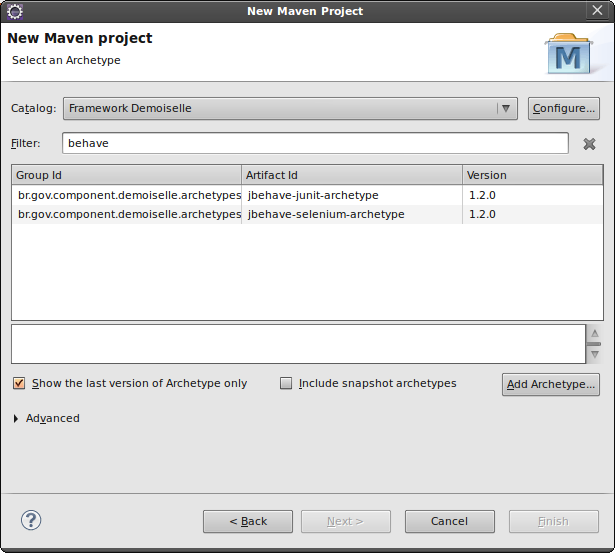 New Maven Project
New Maven project
Select an Archetype
M
Catalog: Framework Demoiselle Configure...
Filter: behave
Group Id Artifact Id Version
br.gov.component.demoiselle.archetypes jbehave-junit-archetype 1.2.0
br.gov.component.demoiselle.archetypes jbehave-selenium-archetype 1.2.0
Show the last version of Archetype only Include snapshot archetypes Add Archetype...
Advanced
? < Back Next > Cancel Finish